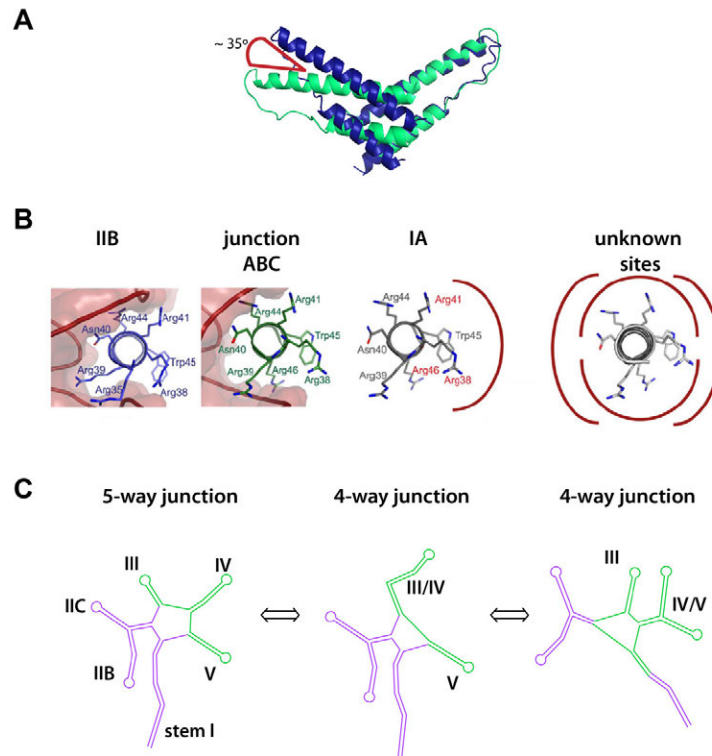 A
~ 35°
B
IIB
junction
ABC
IA
unknown
sites
Arg44
Arg41
Asn40
Trp45
Arg39
Arg35
Arg38
Arg44
Arg41
Asn40
Trp45
Arg39
Arg46
Arg38
Arg44
Arg41
Asn40
Trp45
Arg39
Arg46
Arg38
C
5-way junction
4-way junction
4-way junction
III
IV
IIC
IIB
V
stem I
III/IV
V
III
IV/V